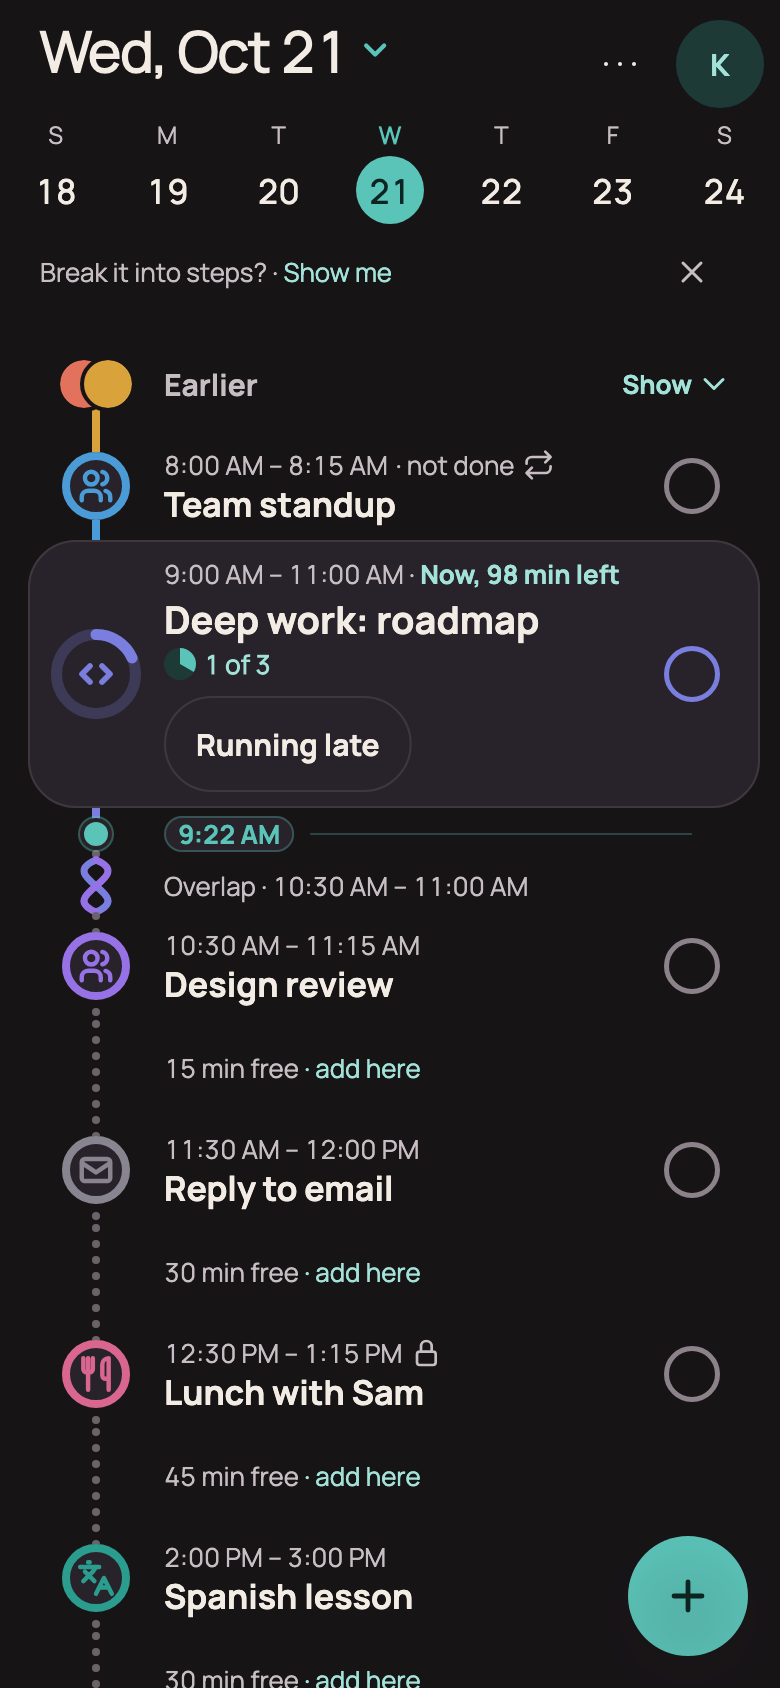 Wed, Oct 21
...
K
S M T W T F S
18 19 20 21 22 23 24
Break it into steps? · Show me
Earlier
Show
8:00 AM – 8:15 AM · not done
Team standup
9:00 AM – 11:00 AM · Now, 98 min left
Deep work: roadmap
1 of 3
Running late
9:22 AM
Overlap · 10:30 AM – 11:00 AM
10:30 AM – 11:15 AM
Design review
15 min free · add here
11:30 AM – 12:00 PM
Reply to email
30 min free · add here
12:30 PM – 1:15 PM
Lunch with Sam
45 min free · add here
2:00 PM – 3:00 PM
Spanish lesson
30 min free · add here